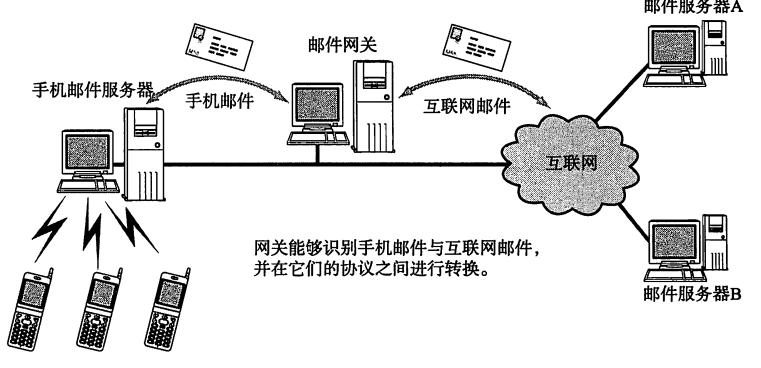 邮件服务器A
邮件网关
手机邮件服务器
手机邮件
互联网邮件
互联网
网关能够识别手机邮件与互联网邮件，
并在它们的协议之间进行转换。
邮件服务器B